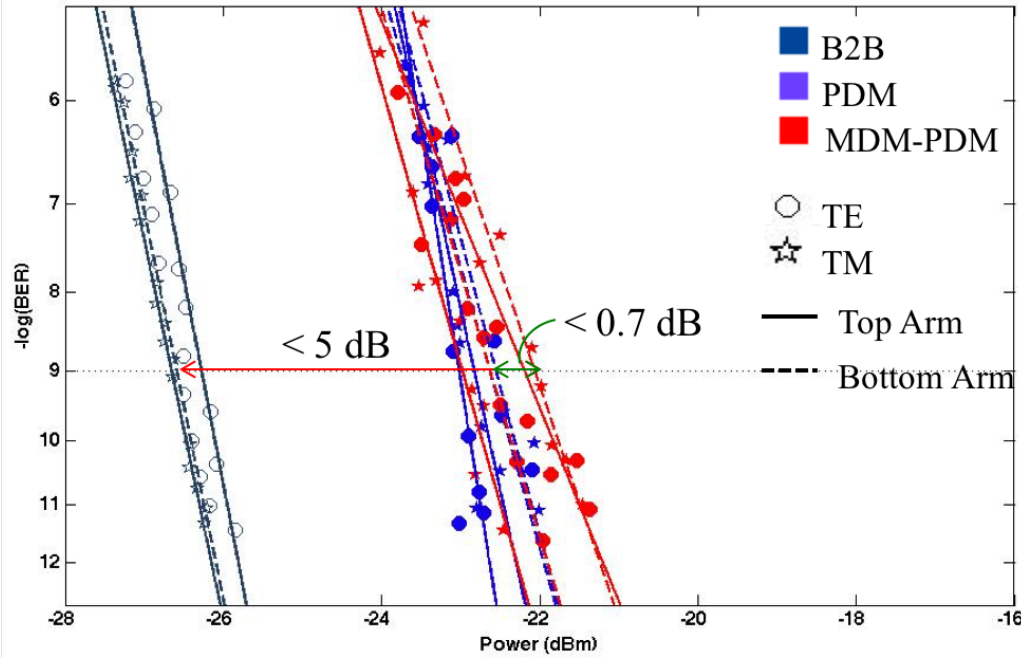 B2B
PDM
MDM-PDM
TE
TM
Top Arm
Bottom Arm
< 5 dB
< 0.7 dB
-log(BER)
6
7
8
9
10
11
12
-28
-26
-24
-22
-20
-18
-16
Power (dBm)